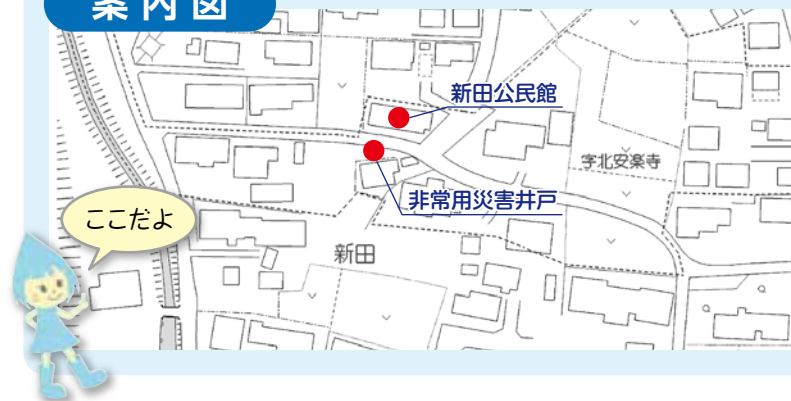 案内図
新田公民館
字北安楽寺
非常用災害井戸
ここだよ
新田